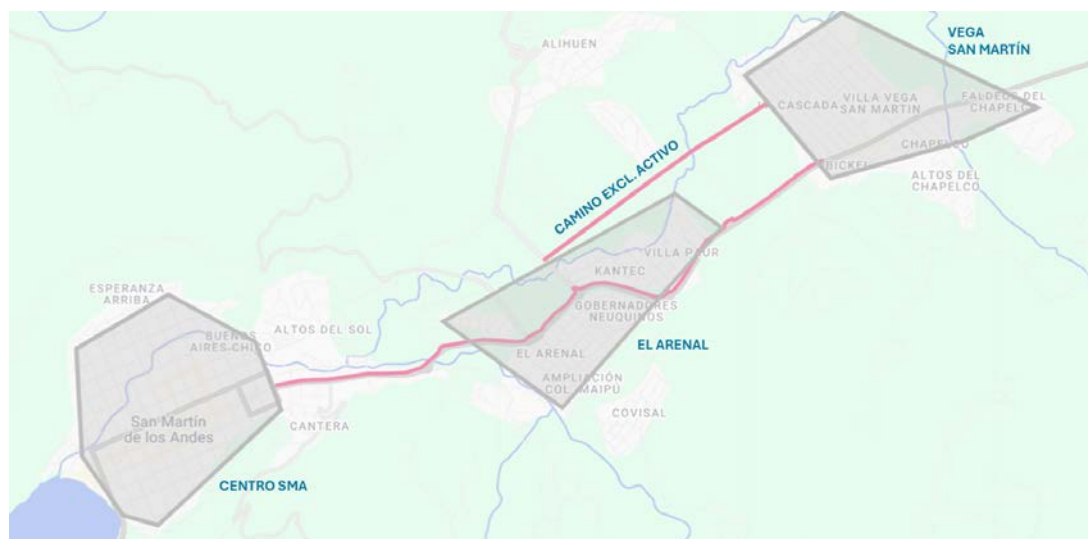 VEGA
SAN MARTÍN
ALIHUEN
CASCADA
VILLA VEGA
SAN MARTIN
FALDEOS DEL
CHAPELCO
CHAPELCO
BICKEL
ALTOS DEL
CHAPELCO
CAMINO EXCL. ACTIVO
VILLA PAUR
KANTEC
GOBERNADORES
NEUQUINOS
ESPERANZA
ARRIBA
BUENOS
AIRES CHICO
ALTOS DEL SOL
EL ARENAL
EL ARENAL
AMPLIACIÓN
COL. MAIPÚ
COVISAL
San Martín
de los Andes
CANTERA
CENTRO SMA